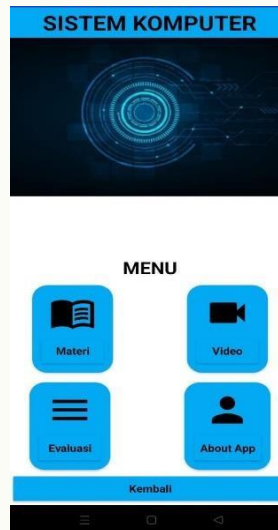 SISTEM KOMPUTER
MENU
Materi Video
Evaluasi About App
Kembali